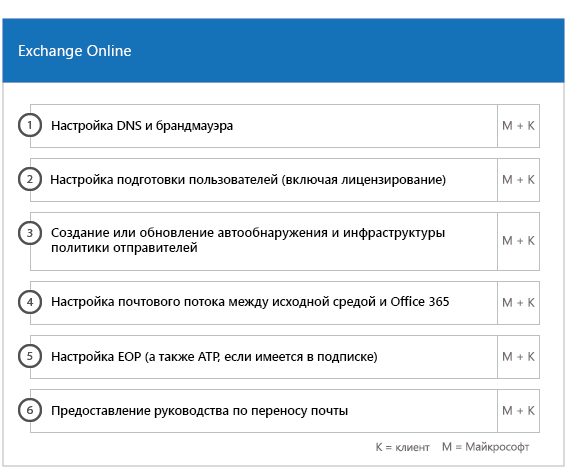 Exchange Online
1 Настройка DNS и брандмауэра М + К
2 Настройка подготовки пользователей (включая лицензирование) М + К
3 Создание или обновление автообнаружения и инфраструктуры
политики отправителей М + К
4 Настройка почтового потока между исходной средой и Office 365 М + К
5 Настройка EOP (а также ATP, если имеется в подписке) М + К
6 Предоставление руководства по переносу почты М + К
К = клиент М = Майкрософт